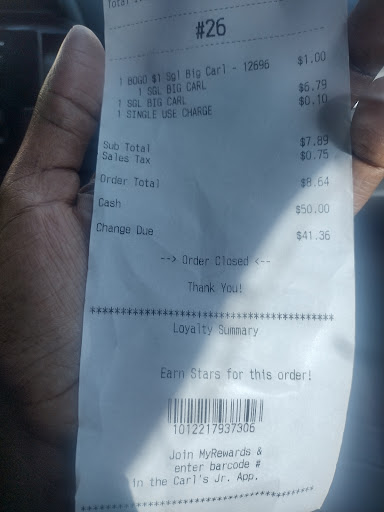 Total
#26
1 BOGO $1 Sgl Big Carl - 12696 $1.00
1 SGL BIG CARL
1 SGL BIG CARL $6.79
1 SINGLE USE CHARGE $0.10
Sub Total $7.89
Sales Tax $0.75
Order Total $8.64
Cash $50.00
Change Due $41.36
--> Order Closed <--
Thank You!
****************************************
Loyalty Summary
Earn Stars for this order!
1012217937306
Join MyRewards &
enter barcode #
in the Carl's Jr. App.
****************************************